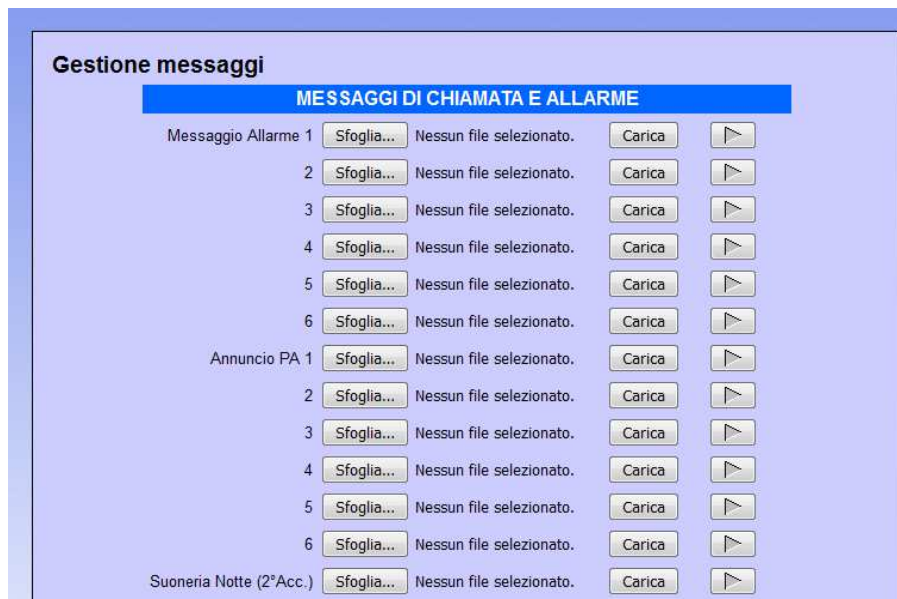 Gestione messaggi
MESSAGGI DI CHIAMATA E ALLARME
Messaggio Allarme 1 Sfoglia... Nessun file selezionato. Carica
2 Sfoglia... Nessun file selezionato. Carica
3 Sfoglia... Nessun file selezionato. Carica
4 Sfoglia... Nessun file selezionato. Carica
5 Sfoglia... Nessun file selezionato. Carica
6 Sfoglia... Nessun file selezionato. Carica
Annuncio PA 1 Sfoglia... Nessun file selezionato. Carica
2 Sfoglia... Nessun file selezionato. Carica
3 Sfoglia... Nessun file selezionato. Carica
4 Sfoglia... Nessun file selezionato. Carica
5 Sfoglia... Nessun file selezionato. Carica
6 Sfoglia... Nessun file selezionato. Carica
Suoneria Notte (2°Acc.) Sfoglia... Nessun file selezionato. Carica